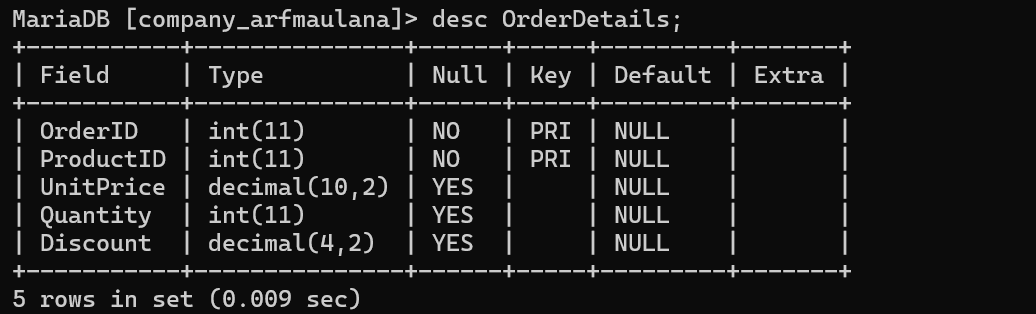 MariaDB [company_arfmaulana]> desc OrderDetails;
+-----------+---------------+------+-----+---------+-------+
| Field     | Type          | Null | Key | Default | Extra |
+-----------+---------------+------+-----+---------+-------+
| OrderID   | int(11)       | NO   | PRI | NULL    |       |
| ProductID | int(11)       | NO   | PRI | NULL    |       |
| UnitPrice | decimal(10,2) | YES  |     | NULL    |       |
| Quantity  | int(11)       | YES  |     | NULL    |       |
| Discount  | decimal(4,2)  | YES  |     | NULL    |       |
+-----------+---------------+------+-----+---------+-------+
5 rows in set (0.009 sec)